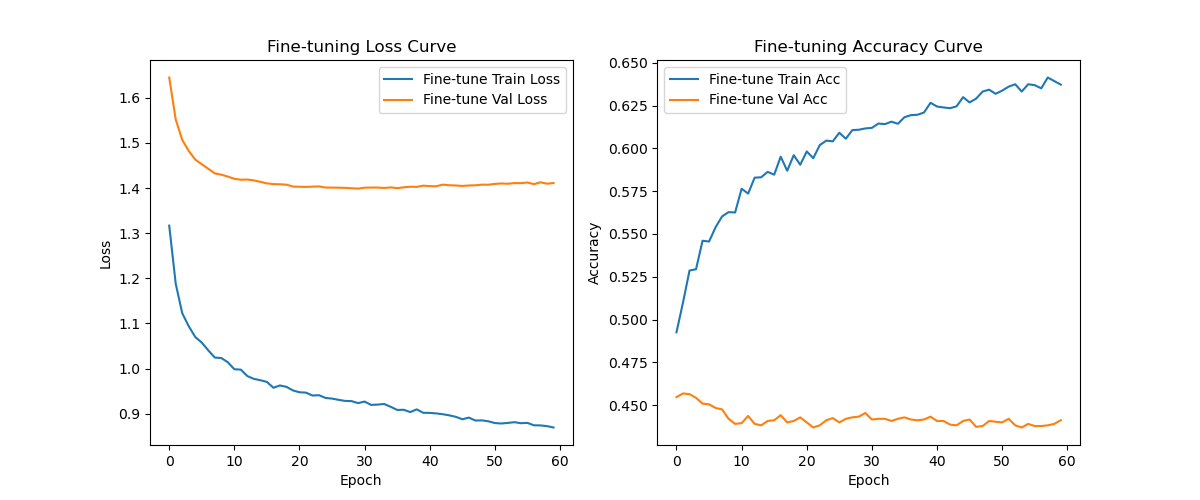 Fine-tuning Loss Curve
Fine-tune Train Loss
Fine-tune Val Loss
Loss
1.6
1.5
1.4
1.3
1.2
1.1
1.0
0.9
0 10 20 30 40 50 60
Epoch
Fine-tuning Accuracy Curve
Fine-tune Train Acc
Fine-tune Val Acc
Accuracy
0.650
0.625
0.600
0.575
0.550
0.525
0.500
0.475
0.450
0 10 20 30 40 50 60
Epoch